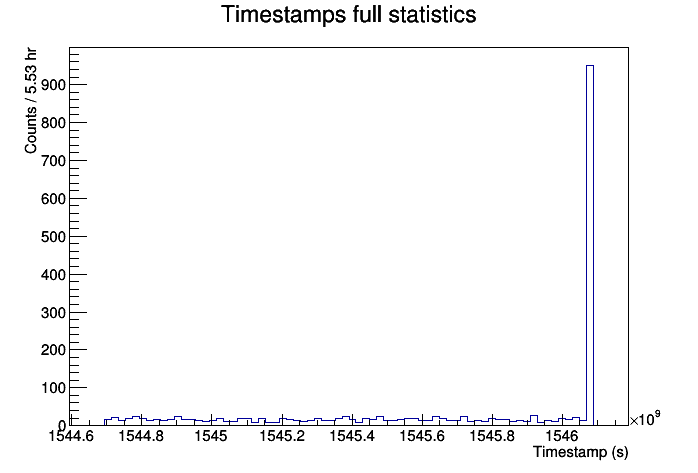 Timestamps full statistics
Counts / 5.53 hr
900
800
700
600
500
400
300
200
100
0
1544.6 1544.8 1545 1545.2 1545.4 1545.6 1545.8 1546
×10⁹
Timestamp (s)